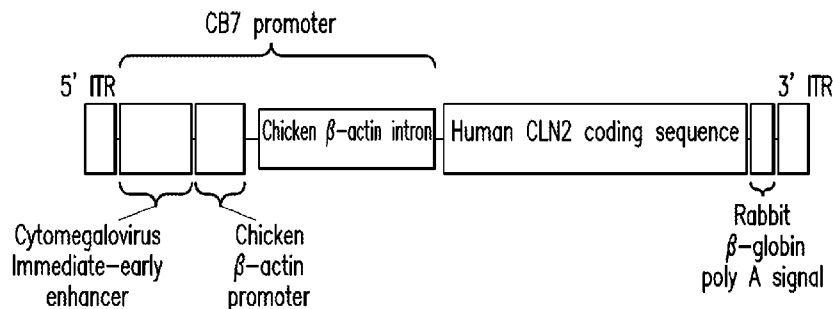 CB7 promoter
5' ITR
3' ITR
Chicken β-actin intron
Human CLN2 coding sequence
Cytomegalovirus
Immediate-early
enhancer
Chicken
β-actin
promoter
Rabbit
β-globin
poly A signal